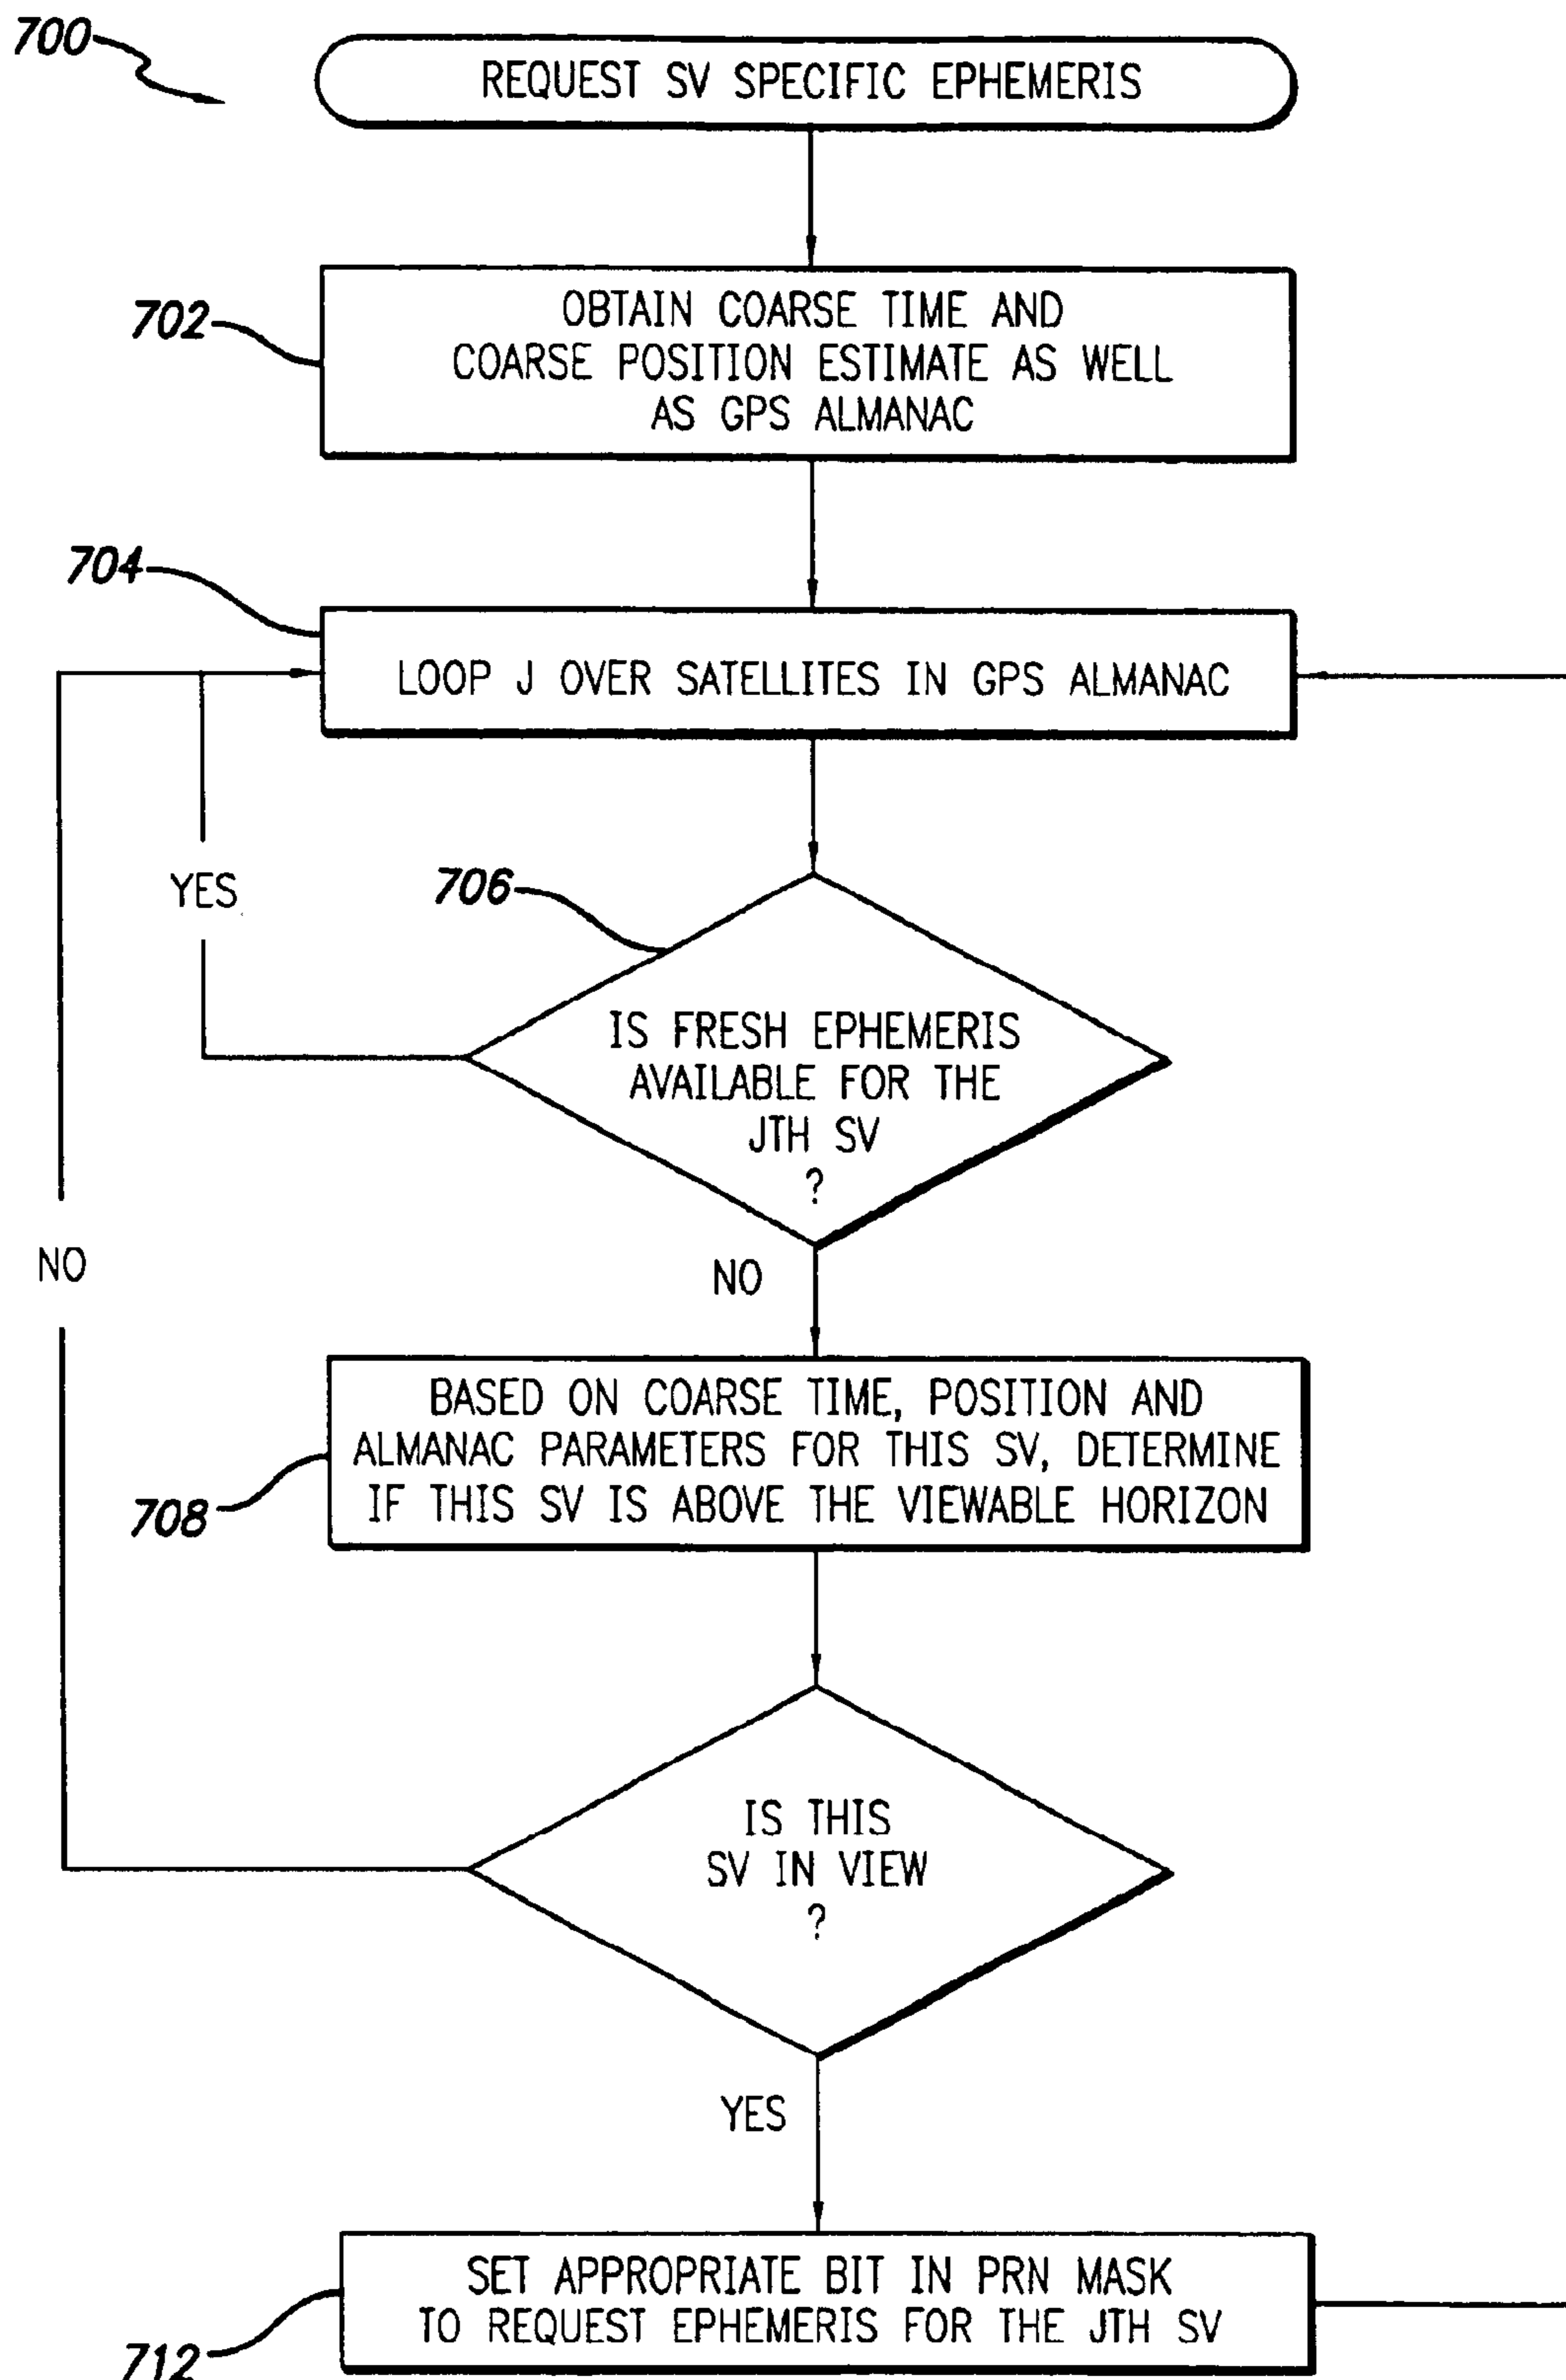 700
REQUEST SV SPECIFIC EPHEMERIS
702
OBTAIN COARSE TIME AND
COARSE POSITION ESTIMATE AS WELL
AS GPS ALMANAC
704
LOOP J OVER SATELLITES IN GPS ALMANAC
YES
706
IS FRESH EPHEMERIS
AVAILABLE FOR THE
JTH SV
?
NO
NO
BASED ON COARSE TIME, POSITION AND
ALMANAC PARAMETERS FOR THIS SV, DETERMINE
IF THIS SV IS ABOVE THE VIEWABLE HORIZON
708
IS THIS
SV IN VIEW
?
YES
SET APPROPRIATE BIT IN PRN MASK
TO REQUEST EPHEMERIS FOR THE JTH SV
712